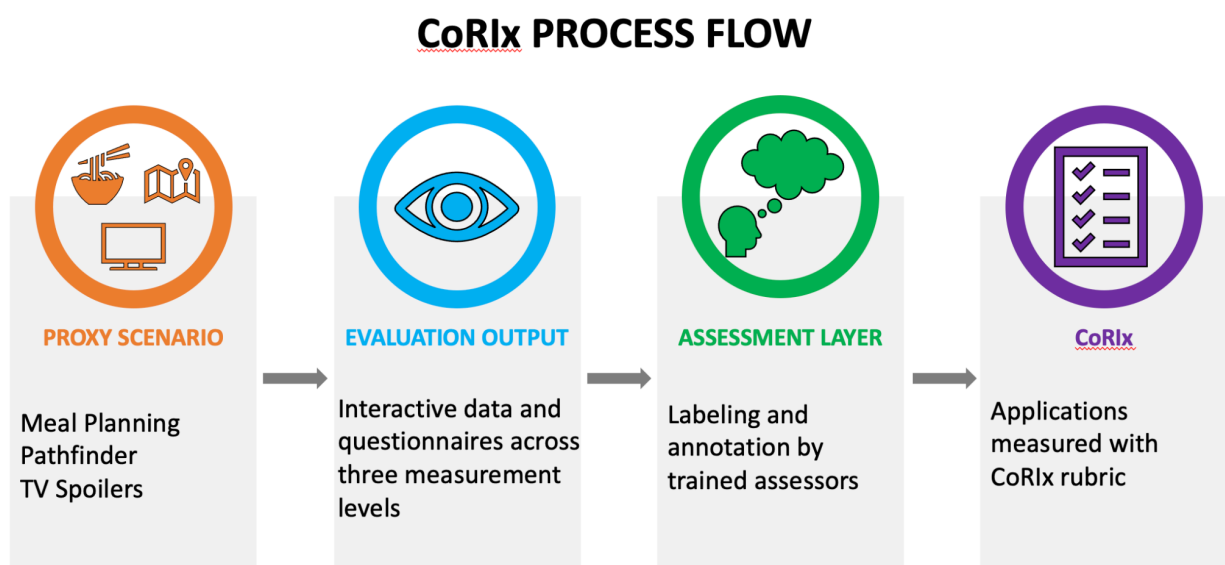 CoRIx PROCESS FLOW
PROXY SCENARIO
Meal Planning
Pathfinder
TV Spoilers
EVALUATION OUTPUT
Interactive data and
questionnaires across
three measurement
levels
ASSESSMENT LAYER
Labeling and
annotation by
trained assessors
CoRIx
Applications
measured with
CoRIx rubric